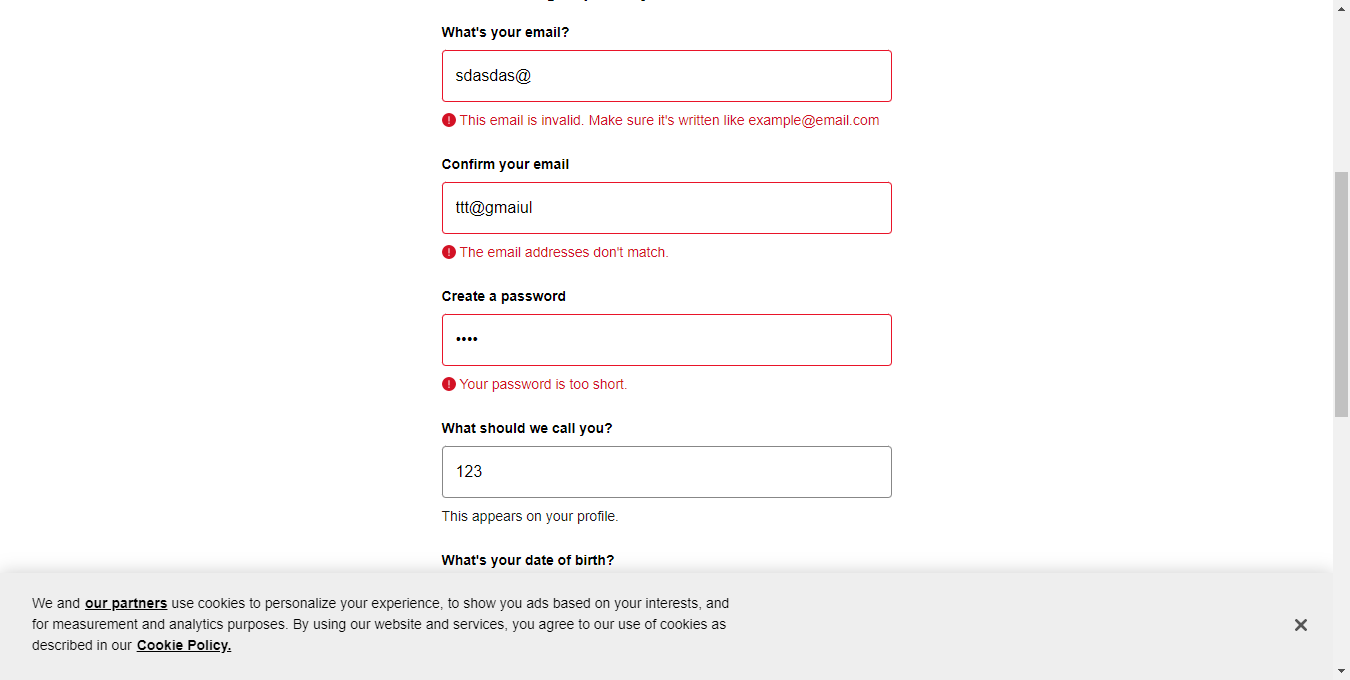 What's your email?
sdasdas@
This email is invalid. Make sure it's written like example@email.com
Confirm your email
ttt@gmaiul
The email addresses don't match.
Create a password
••••
Your password is too short.
What should we call you?
123
This appears on your profile.
What's your date of birth?
We and our partners use cookies to personalize your experience, to show you ads based on your interests, and
for measurement and analytics purposes. By using our website and services, you agree to our use of cookies as
described in our Cookie Policy.